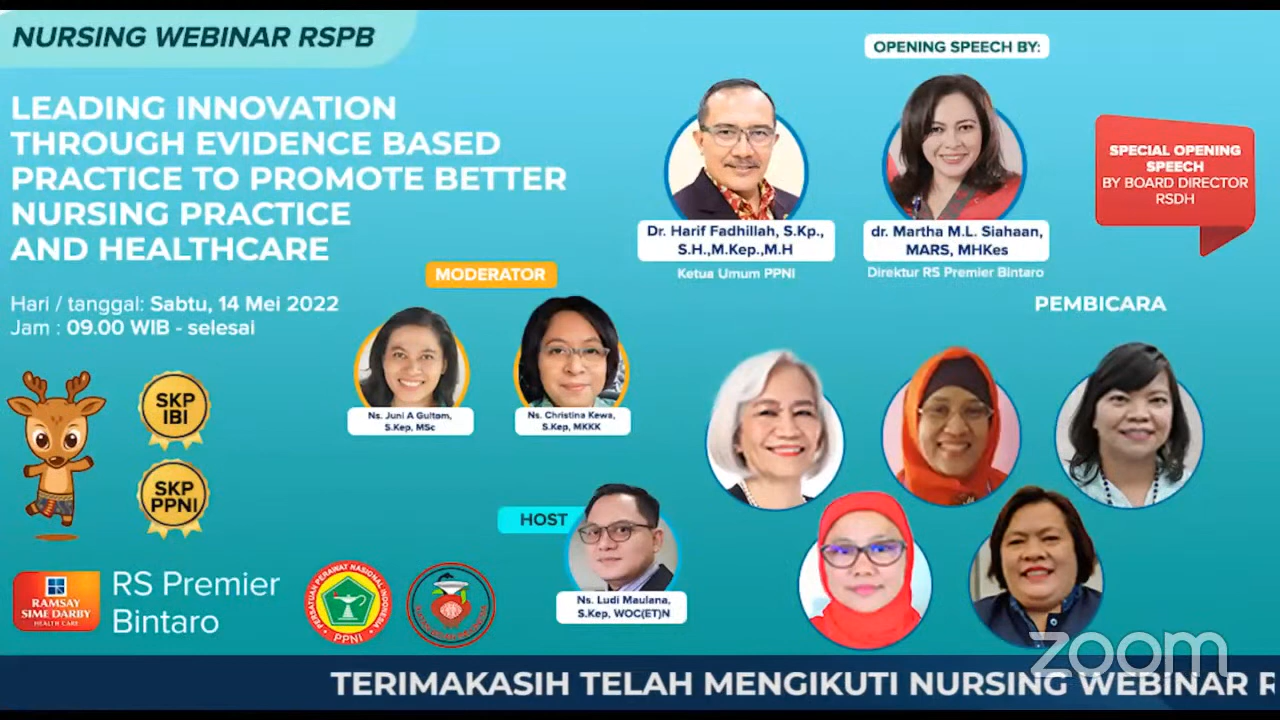 NURSING WEBINAR RSPB
LEADING INNOVATION
THROUGH EVIDENCE BASED
PRACTICE TO PROMOTE BETTER
NURSING PRACTICE
AND HEALTHCARE
Hari / tanggal: Sabtu, 14 Mei 2022
Jam : 09.00 WIB - selesai
OPENING SPEECH BY:
Dr. Harif Fadhillah, S.Kp.,
S.H.,M.Kep.,M.H
Ketua Umum PPNI
dr. Martha M.L. Siahaan,
MARS, MHKes
Direktur RS Premier Bintaro
SPECIAL OPENING
SPEECH
BY BOARD DIRECTOR
RSDH
MODERATOR
Ns. Juni A Gultom,
S.Kep, MSc
Ns. Christina Kewa,
S.Kep, MKKK
PEMBICARA
SKP
IBI
SKP
PPNI
HOST
Ns. Ludi Maulana,
S.Kep, WOC(ET)N
RAMSAY
SIME DARBY
HEALTH CARE
RS Premier
Bintaro
PERSATUAN PERAWAT NASIONAL INDONESIA
PPNI
zoom
TERIMAKASIH TELAH MENGIKUTI NURSING WEBINAR R